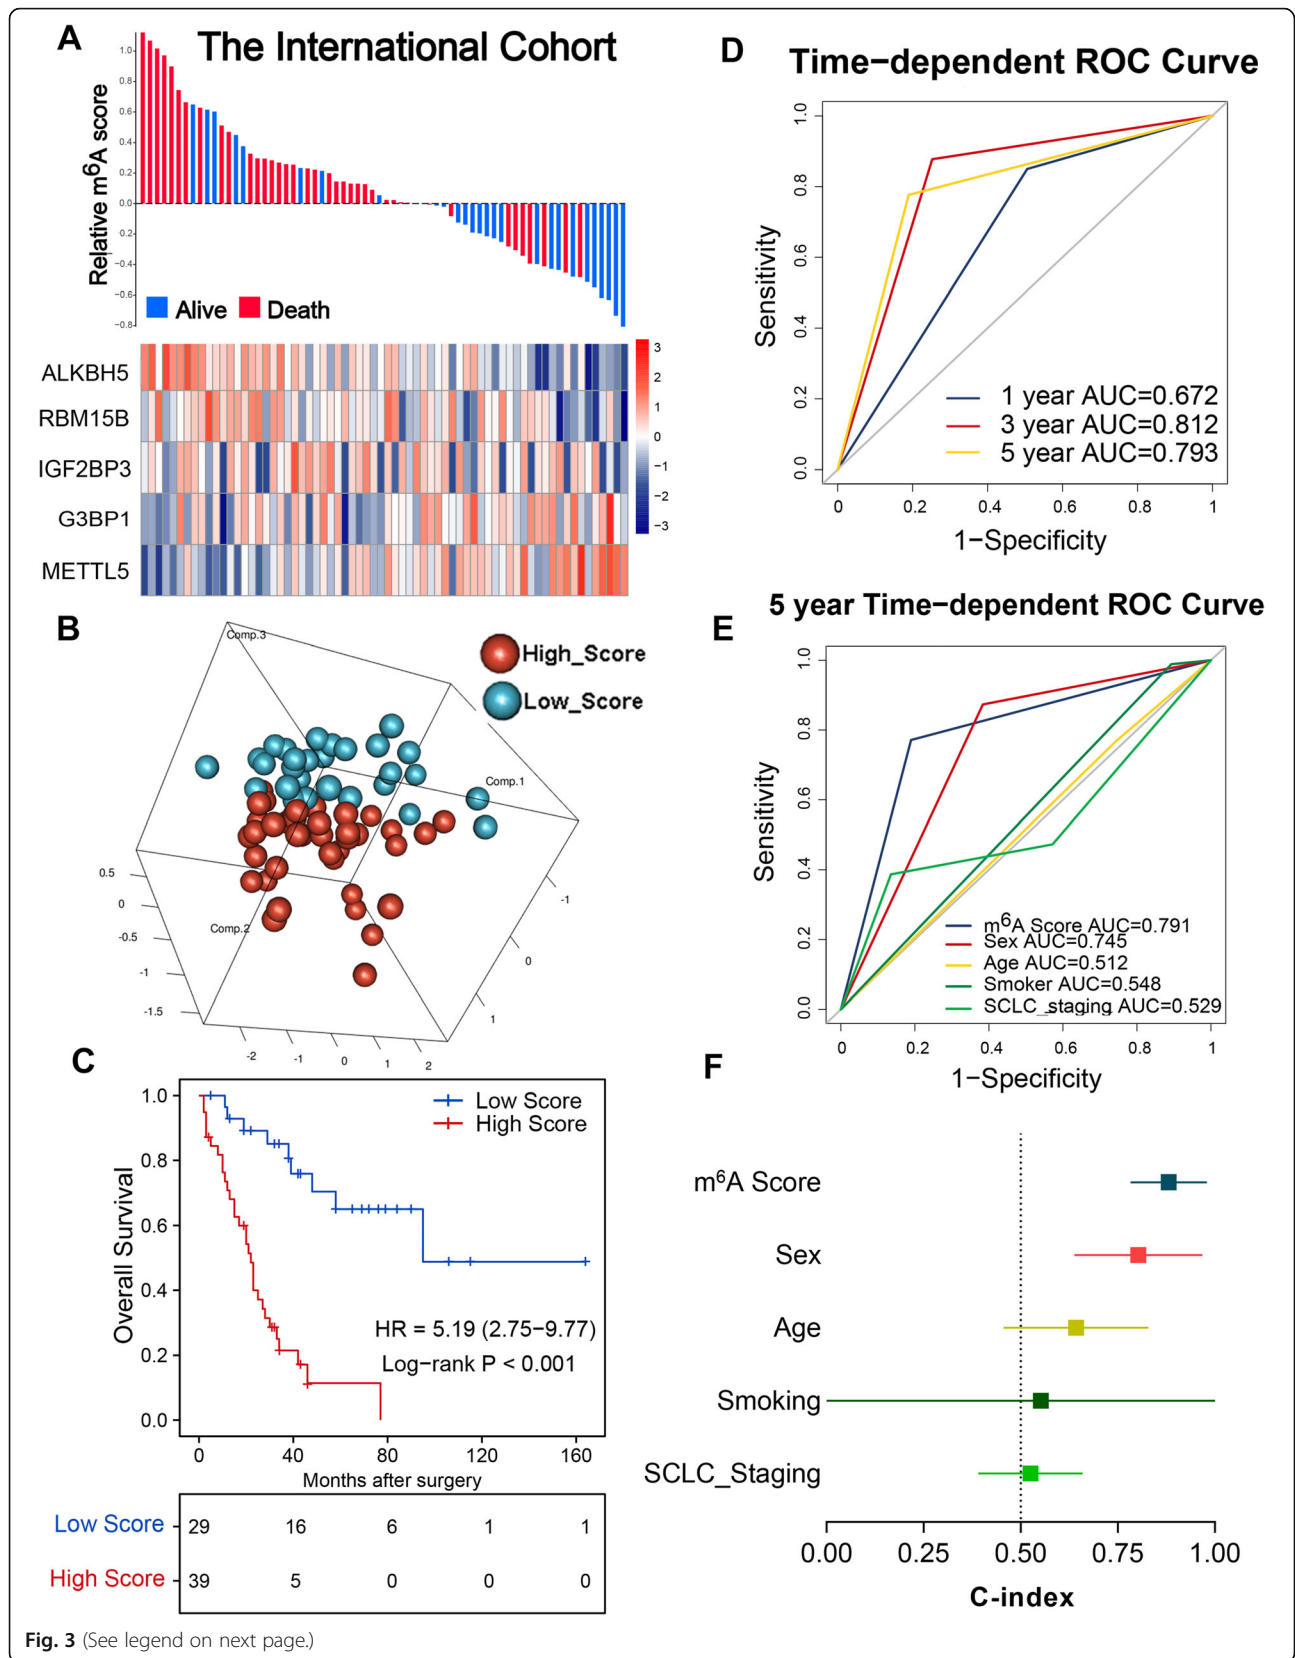 A
The International Cohort
Relative m6A score
1.0
0.8
0.6
0.4
0.2
0.0
0.2
−0.4
−0.6
−0.8
Alive
Death
ALKBH5
RBM15B
IGF2BP3
G3BP1
METTL5
3
2
1
0
−1
−2
−3
B
Comp.3
High_Score
Low_Score
Comp.1
Comp.2
0.5
0
-0.5
-1
-1.5
-2
-1
0
1
2
-1
0
1
C
Overall Survival
1.0
0.8
0.6
0.4
0.2
0.0
Low Score
High Score
HR = 5.19 (2.75−9.77)
Log−rank P < 0.001
0 40 80 120 160
Months after surgery
Low Score 29 16 6 1 1
High Score 39 5 0 0 0
D
Time−dependent ROC Curve
Sensitivity
1.0
0.8
0.6
0.4
0.2
0.0
1 year AUC=0.672
3 year AUC=0.812
5 year AUC=0.793
0 0.2 0.4 0.6 0.8 1
1−Specificity
E
5 year Time−dependent ROC Curve
Sensitivity
1.0
0.8
0.6
0.4
0.2
0.0
m6A Score AUC=0.791
Sex AUC=0.745
Age AUC=0.512
Smoker AUC=0.548
SCLC_staging AUC=0.529
0 0.2 0.4 0.6 0.8 1
1−Specificity
F
m6A Score
Sex
Age
Smoking
SCLC_Staging
0.00 0.25 0.50 0.75 1.00
C-index
Fig. 3 (See legend on next page.)